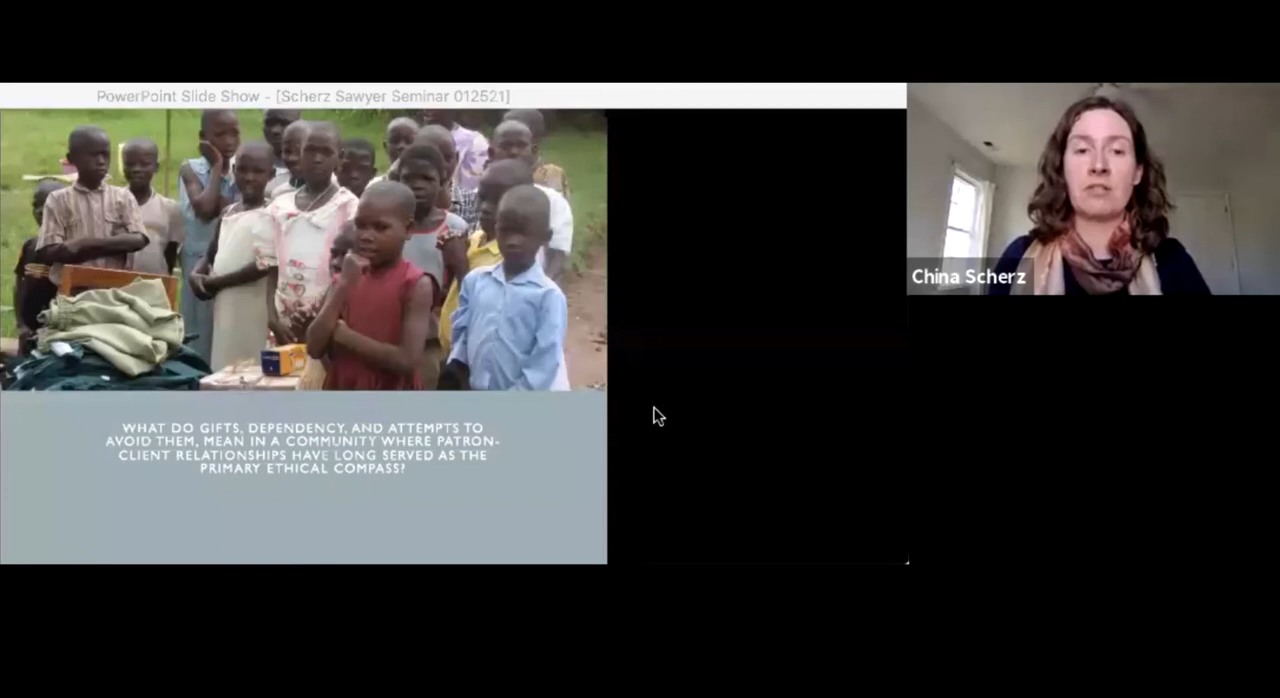 PowerPoint Slide Show - [Scherz Sawyer Seminar 012521]
China Scherz
WHAT DO GIFTS, DEPENDENCY, AND ATTEMPTS TO
AVOID THEM, MEAN IN A COMMUNITY WHERE PATRON-
CLIENT RELATIONSHIPS HAVE LONG SERVED AS THE
PRIMARY ETHICAL COMPASS?